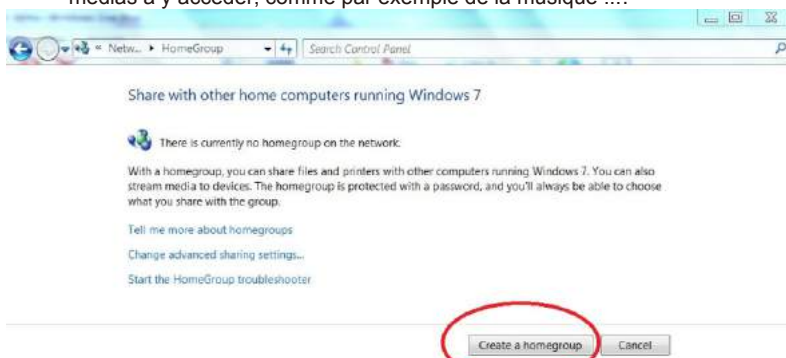 médias à y accéder, comme par exemple de la musique ...
« Netw... ▸ HomeGroup Search Control Panel
Share with other home computers running Windows 7
There is currently no homegroup on the network.
With a homegroup, you can share files and printers with other computers running Windows 7. You can also
stream media to devices. The homegroup is protected with a password, and you'll always be able to choose
what you share with the group.
Tell me more about homegroups
Change advanced sharing settings...
Start the HomeGroup troubleshooter
Create a homegroup Cancel